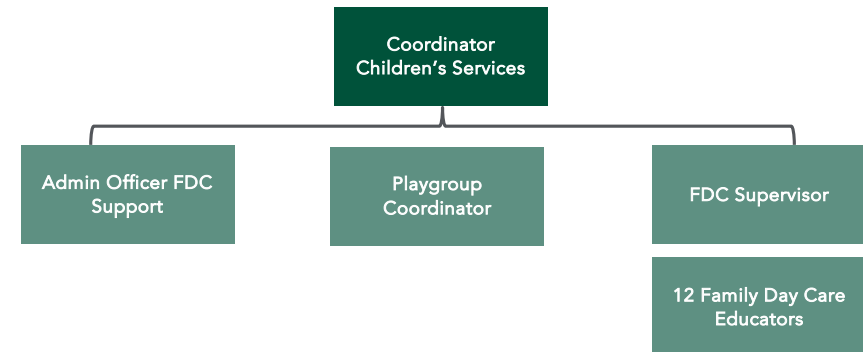 Coordinator
Children’s Services
Admin Officer FDC
Support
Playgroup
Coordinator
FDC Supervisor
12 Family Day Care
Educators